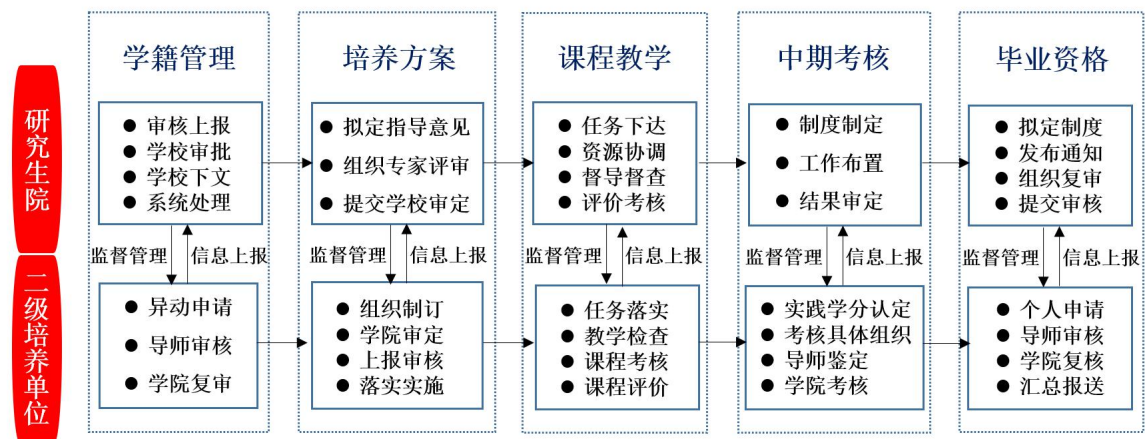 学籍管理
培养方案
课程教学
中期考核
毕业资格
研究生院
● 审核上报
● 学校审批
● 学校下文
● 系统处理
● 拟定指导意见
● 组织专家评审
● 提交学校审定
● 任务下达
● 资源协调
● 督导督查
● 评价考核
● 制度制定
● 工作布置
● 结果审定
● 拟定制度
● 发布通知
● 组织复审
● 提交审核
监督管理
信息上报
监督管理
信息上报
监督管理
信息上报
监督管理
信息上报
监督管理
信息上报
二级培养单位
● 异动申请
● 导师审核
● 学院复审
● 组织制订
● 学院审定
● 上报审核
● 落实实施
● 任务落实
● 教学检查
● 课程考核
● 课程评价
● 实践学分认定
● 考核具体组织
● 导师鉴定
● 学院考核
● 个人申请
● 导师审核
● 学院复核
● 汇总报送